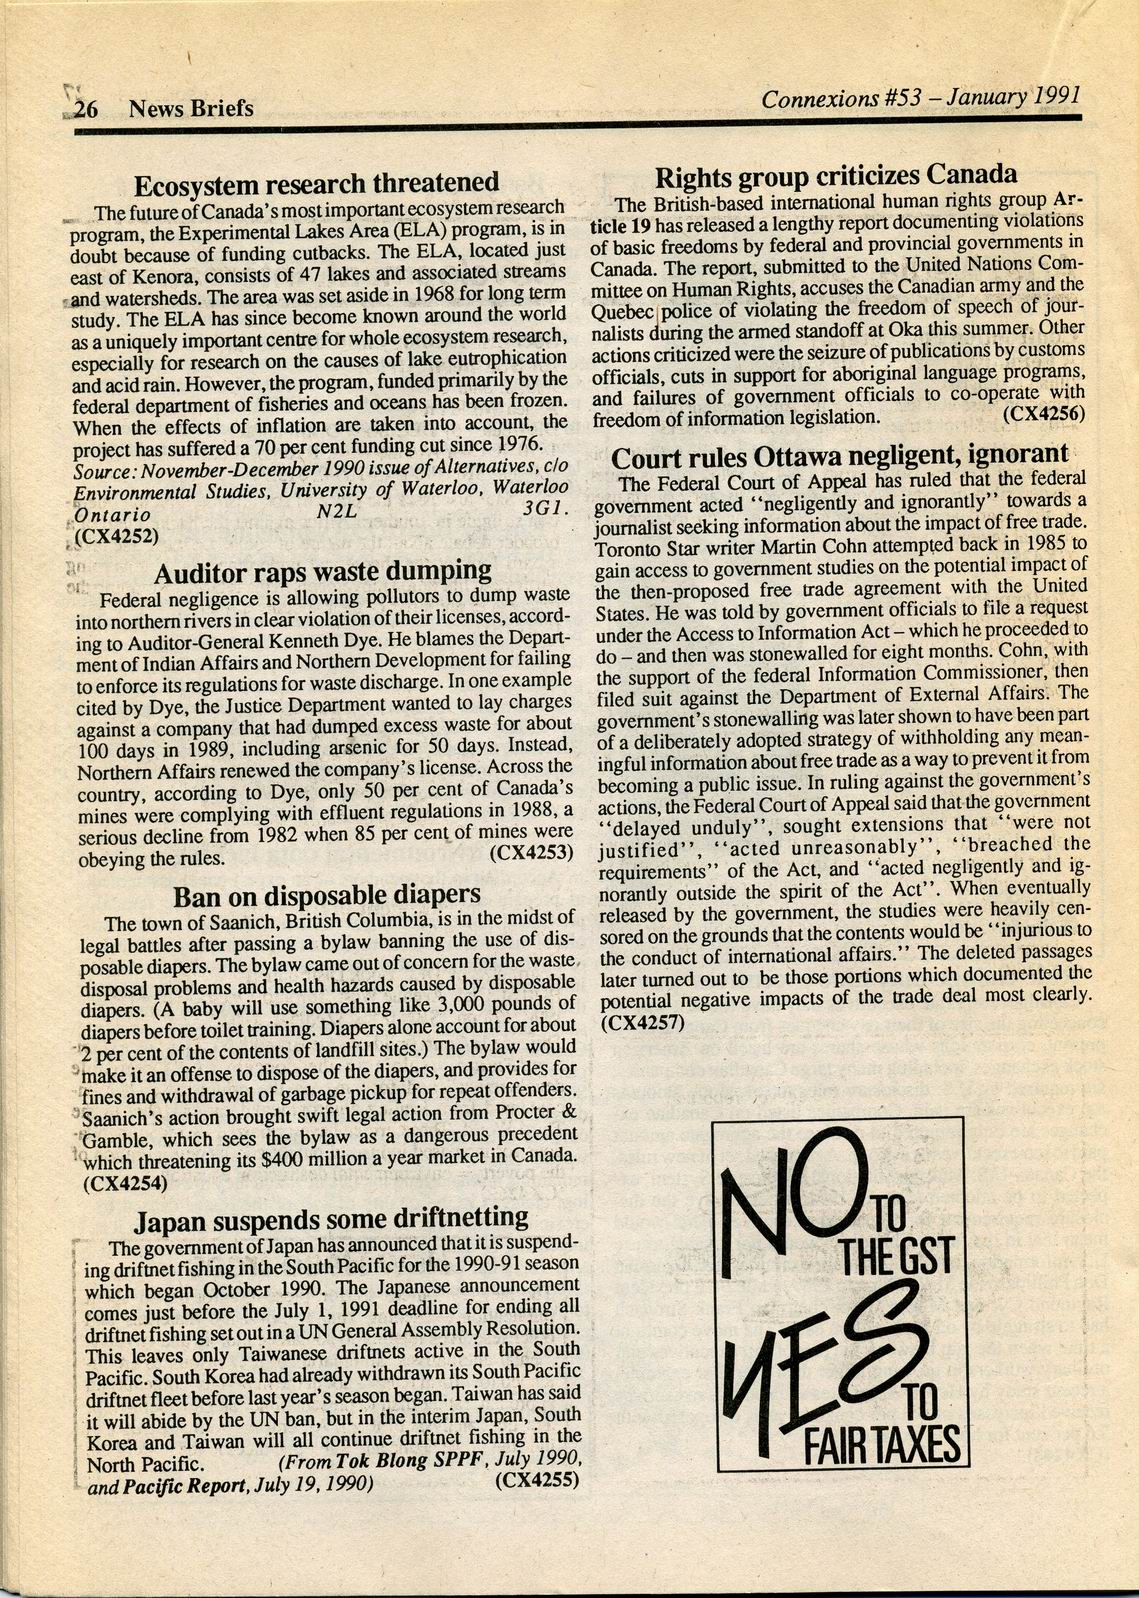 26 News Briefs
Connexions #53 – January 1991
Ecosystem research threatened
The future of Canada's most important ecosystem research
program, the Experimental Lakes Area (ELA) program, is in
doubt because of funding cutbacks. The ELA, located just
east of Kenora, consists of 47 lakes and associated streams
and watersheds. The area was set aside in 1968 for long term
study. The ELA has since become known around the world
as a uniquely important centre for whole ecosystem research,
especially for research on the causes of lake eutrophication
and acid rain. However, the program, funded primarily by the
federal department of fisheries and oceans has been frozen.
When the effects of inflation are taken into account, the
project has suffered a 70 per cent funding cut since 1976.
Source: November-December 1990 issue of Alternatives, c/o
Environmental Studies, University of Waterloo, Waterloo
Ontario N2L 3G1.
(CX4252)
Auditor raps waste dumping
Federal negligence is allowing pollutors to dump waste
into northern rivers in clear violation of their licenses, accord-
ing to Auditor-General Kenneth Dye. He blames the Depart-
ment of Indian Affairs and Northern Development for failing
to enforce its regulations for waste discharge. In one example
cited by Dye, the Justice Department wanted to lay charges
against a company that had dumped excess waste for about
100 days in 1989, including arsenic for 50 days. Instead,
Northern Affairs renewed the company's license. Across the
country, according to Dye, only 50 per cent of Canada's
mines were complying with effluent regulations in 1988, a
serious decline from 1982 when 85 per cent of mines were
obeying the rules. (CX4253)
Ban on disposable diapers
The town of Saanich, British Columbia, is in the midst of
legal battles after passing a bylaw banning the use of dis-
posable diapers. The bylaw came out of concern for the waste
disposal problems and health hazards caused by disposable
diapers. (A baby will use something like 3,000 pounds of
diapers before toilet training. Diapers alone account for about
2 per cent of the contents of landfill sites.) The bylaw would
make it an offense to dispose of the diapers, and provides for
fines and withdrawal of garbage pickup for repeat offenders.
Saanich's action brought swift legal action from Procter &
Gamble, which sees the bylaw as a dangerous precedent
which threatening its $400 million a year market in Canada.
(CX4254)
Japan suspends some driftnetting
The government of Japan has announced that it is suspend-
ing driftnet fishing in the South Pacific for the 1990-91 season
which began October 1990. The Japanese announcement
comes just before the July 1, 1991 deadline for ending all
driftnet fishing set out in a UN General Assembly Resolution.
This leaves only Taiwanese driftnets active in the South
Pacific. South Korea had already withdrawn its South Pacific
driftnet fleet before last year's season began. Taiwan has said
it will abide by the UN ban, but in the interim Japan, South
Korea and Taiwan will all continue driftnet fishing in the
North Pacific. (From Tok Blong SPPF, July 1990,
and Pacific Report, July 19, 1990) (CX4255)
Rights group criticizes Canada
The British-based international human rights group Ar-
ticle 19 has released a lengthy report documenting violations
of basic freedoms by federal and provincial governments in
Canada. The report, submitted to the United Nations Com-
mittee on Human Rights, accuses the Canadian army and the
Quebec police of violating the freedom of speech of jour-
nalists during the armed standoff at Oka this summer. Other
actions criticized were the seizure of publications by customs
officials, cuts in support for aboriginal language programs,
and failures of government officials to co-operate with
freedom of information legislation. (CX4256)
Court rules Ottawa negligent, ignorant
The Federal Court of Appeal has ruled that the federal
government acted "negligently and ignorantly" towards a
journalist seeking information about the impact of free trade.
Toronto Star writer Martin Cohn attempted back in 1985 to
gain access to government studies on the potential impact of
the then-proposed free trade agreement with the United
States. He was told by government officials to file a request
under the Access to Information Act – which he proceeded to
do – and then was stonewalled for eight months. Cohn, with
the support of the federal Information Commissioner, then
filed suit against the Department of External Affairs. The
government's stonewalling was later shown to have been part
of a deliberately adopted strategy of withholding any mean-
ingful information about free trade as a way to prevent it from
becoming a public issue. In ruling against the government's
actions, the Federal Court of Appeal said that the government
"delayed unduly", sought extensions that "were not
justified", "acted unreasonably", "breached the
requirements" of the Act, and "acted negligently and ig-
norantly outside the spirit of the Act". When eventually
released by the government, the studies were heavily cen-
sored on the grounds that the contents would be "injurious to
the conduct of international affairs." The deleted passages
later turned out to be those portions which documented the
potential negative impacts of the trade deal most clearly.
(CX4257)
NO TO
THE GST
YES TO
FAIR TAXES